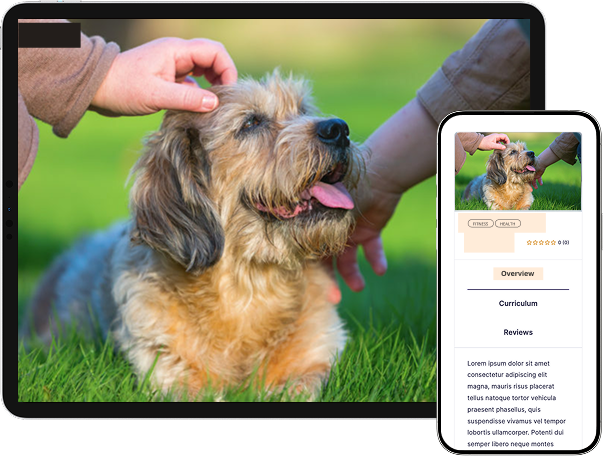 FITNESS HEALTH
0 (0)
Overview
Curriculum
Reviews
Lorem ipsum dolor sit amet
consectetur adipiscing elit
magna, mauris risus placerat
tellus natoque tortor vehicula
praesent phasellus, quis
suspendisse vivamus vel tempor
lobortis ullamcorper. Potenti dui
semper libero neque montes